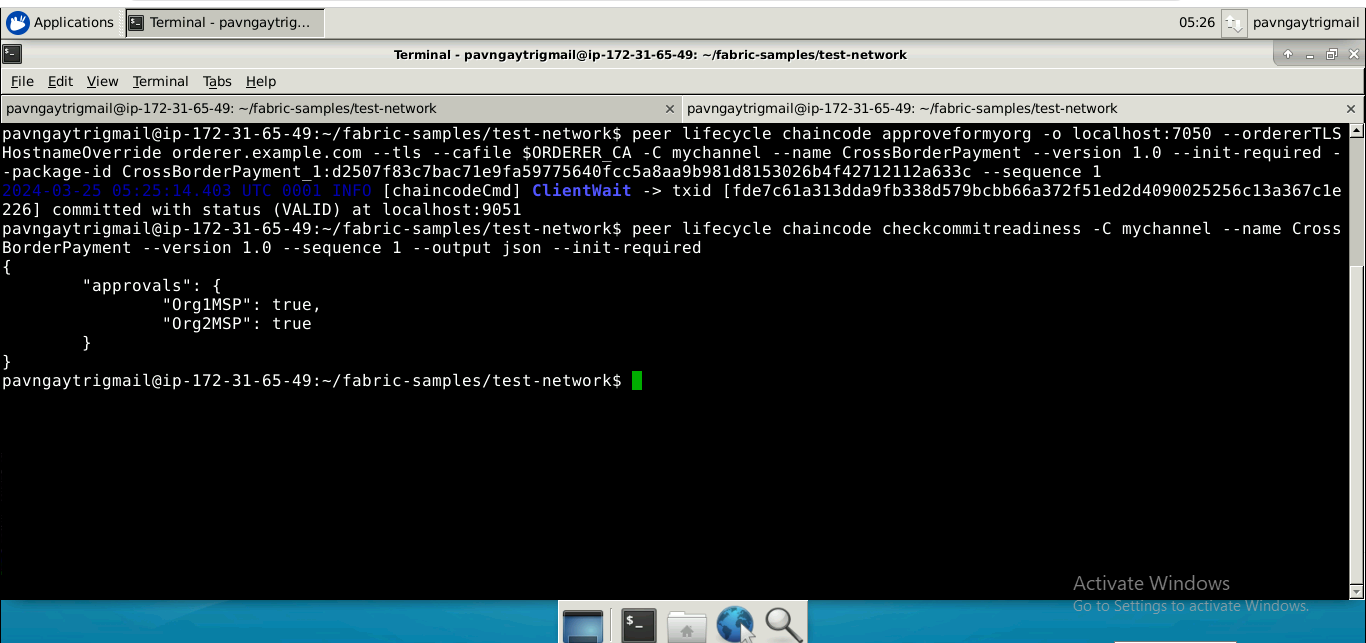 Applications Terminal - pavngaytrig... 05:26 pavngaytrigmail
Terminal - pavngaytrigmail@ip-172-31-65-49: ~/fabric-samples/test-network
File Edit View Terminal Tabs Help
pavngaytrigmail@ip-172-31-65-49: ~/fabric-samples/test-network × pavngaytrigmail@ip-172-31-65-49: ~/fabric-samples/test-network ×
pavngaytrigmail@ip-172-31-65-49:~/fabric-samples/test-network$ peer lifecycle chaincode approveformyorg -o localhost:7050 --ordererTLS
HostnameOverride orderer.example.com --tls --cafile $ORDERER_CA -C mychannel --name CrossBorderPayment --version 1.0 --init-required -
-package-id CrossBorderPayment_1:d2507f83c7bac71e9fa59775640fcc5a8aa9b981d8153026b4f42712112a633c --sequence 1
2024-03-25 05:25:14.403 UTC 0001 INFO [chaincodeCmd] ClientWait -> txid [fde7c61a313dda9fb338d579bcbb66a372f51ed2d4090025256c13a367c1e
226] committed with status (VALID) at localhost:9051
pavngaytrigmail@ip-172-31-65-49:~/fabric-samples/test-network$ peer lifecycle chaincode checkcommitreadiness -C mychannel --name Cross
BorderPayment --version 1.0 --sequence 1 --output json --init-required
{
"approvals": {
"Org1MSP": true,
"Org2MSP": true
}
}
pavngaytrigmail@ip-172-31-65-49:~/fabric-samples/test-network$
Activate Windows
Go to Settings to activate Windows.